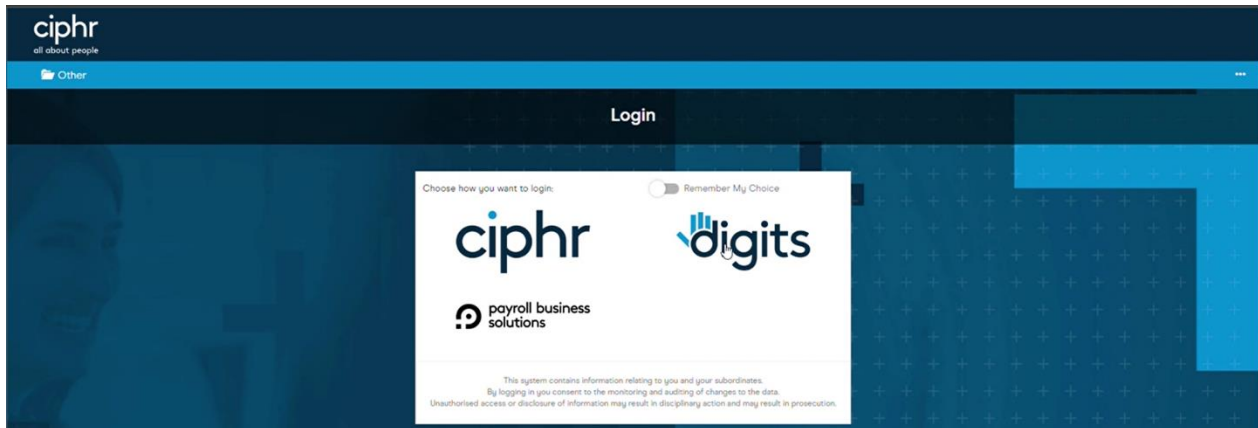 ciphr
all about people
Other
Login
Choose how you want to login:
Remember My Choice
ciphr
digits
payroll business
solutions
This system contains information relating to you and your subordinates.
By logging in you consent to the monitoring and auditing of changes to the data.
Unauthorised access or disclosure of information may result in disciplinary action and may result in prosecution.